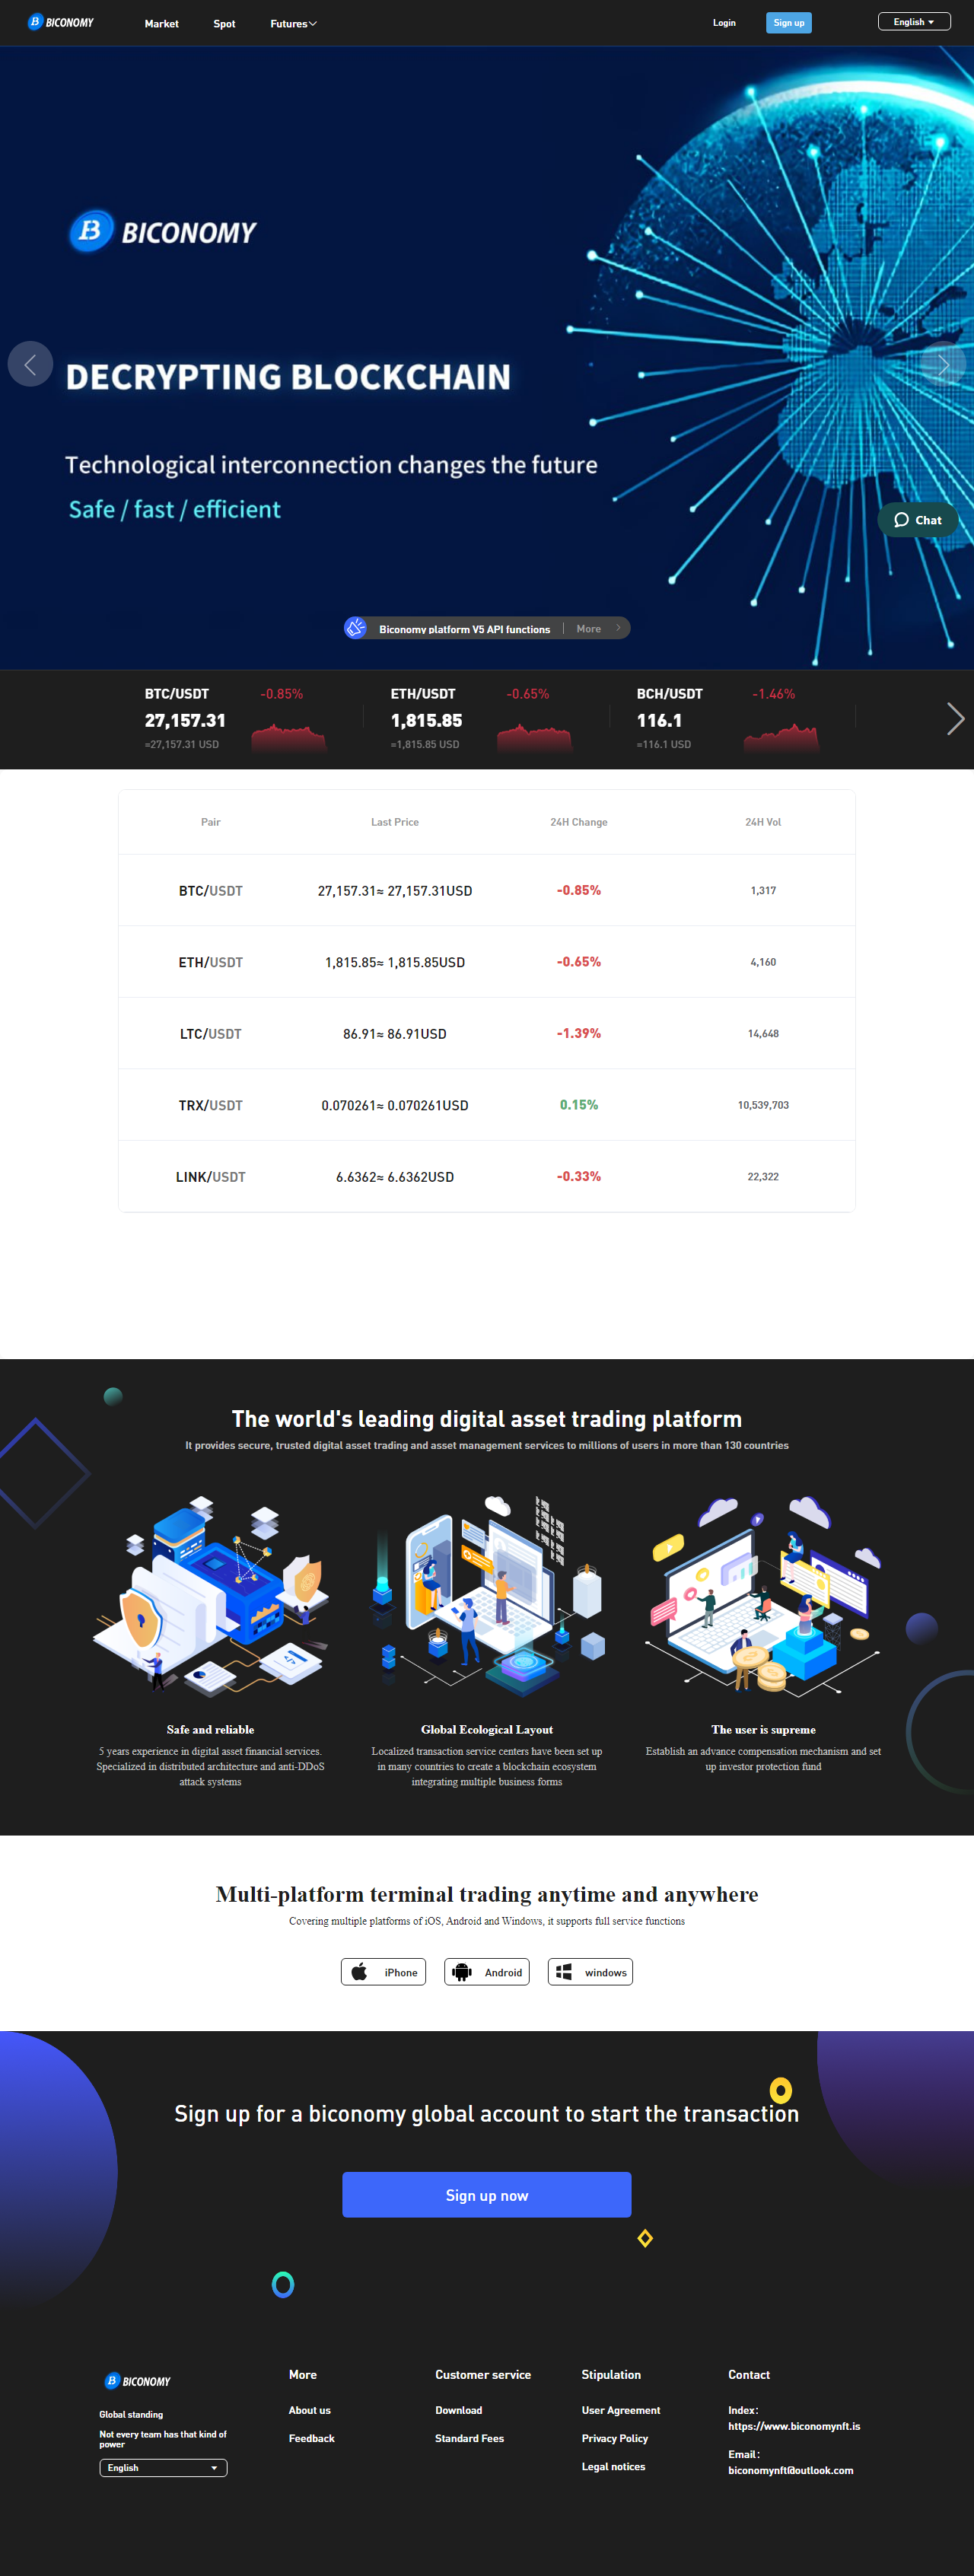 BICONOMY
Market
Spot
Futures
Login
Sign up
English
BICONOMY
DECRYPTING BLOCKCHAIN
Technological interconnection changes the future
Safe / fast / efficient
Chat
Biconomy platform V5 API functions
More
BTC/USDT -0.85%
27,157.31
≈27,157.31 USD
ETH/USDT -0.65%
1,815.85
≈1,815.85 USD
BCH/USDT -1.46%
116.1
≈116.1 USD
Pair Last Price 24H Change 24H Vol
BTC/USDT 27,157.31≈ 27,157.31USD -0.85% 1,317
ETH/USDT 1,815.85≈ 1,815.85USD -0.65% 4,160
LTC/USDT 86.91≈ 86.91USD -1.39% 14,648
TRX/USDT 0.070261≈ 0.070261USD 0.15% 10,539,703
LINK/USDT 6.6362≈ 6.6362USD -0.33% 22,322
The world's leading digital asset trading platform
It provides secure, trusted digital asset trading and asset management services to millions of users in more than 130 countries
Safe and reliable
5 years experience in digital asset financial services.
Specialized in distributed architecture and anti-DDoS
attack systems
Global Ecological Layout
Localized transaction service centers have been set up
in many countries to create a blockchain ecosystem
integrating multiple business forms
The user is supreme
Establish an advance compensation mechanism and set
up investor protection fund
Multi-platform terminal trading anytime and anywhere
Covering multiple platforms of iOS, Android and Windows, it supports full service functions
iPhone
Android
windows
Sign up for a biconomy global account to start the transaction
Sign up now
BICONOMY
Global standing
Not every team has that kind of
power
English
More
About us
Feedback
Customer service
Download
Standard Fees
Stipulation
User Agreement
Privacy Policy
Legal notices
Contact
Index:
https://www.biconomynft.is
Email:
biconomynft@outlook.com